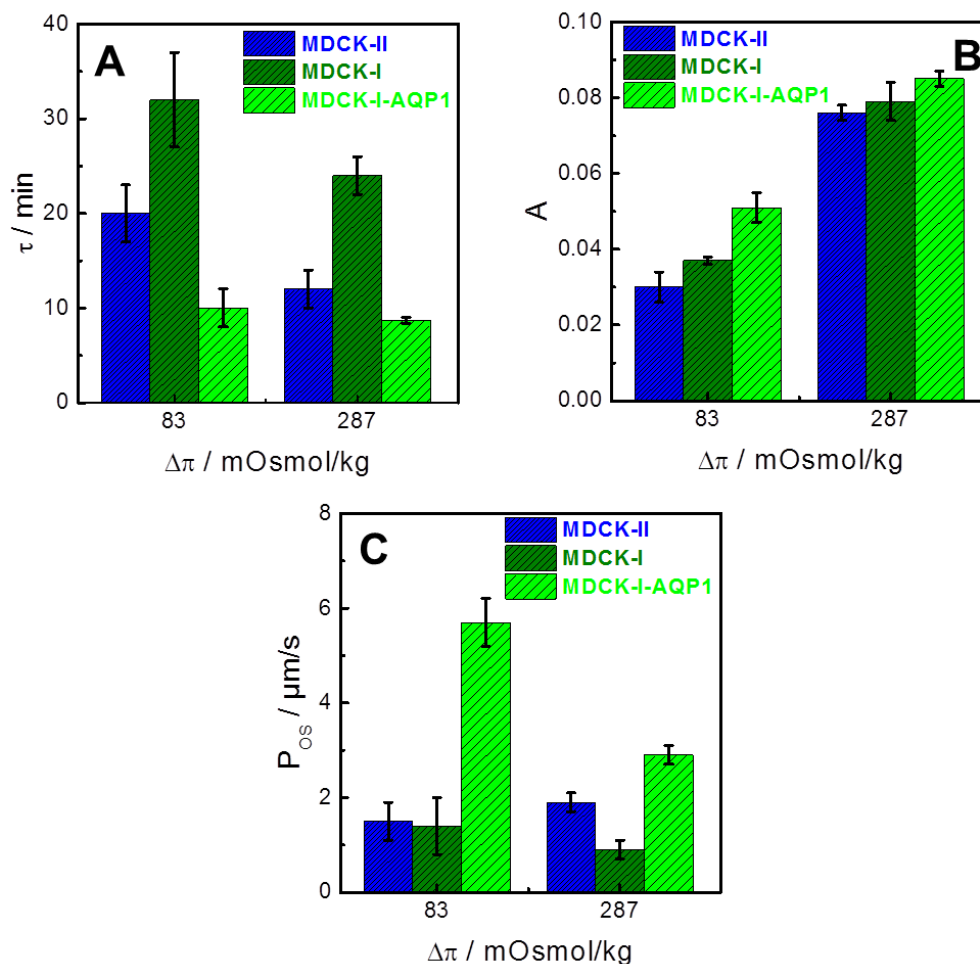 A
MDCK-II
MDCK-I
MDCK-I-AQP1
τ / min
40
30
20
10
0
83
287
Δπ / mOsmol/kg
B
MDCK-II
MDCK-I
MDCK-I-AQP1
A
0.10
0.08
0.06
0.04
0.02
0.00
83
287
Δπ / mOsmol/kg
C
MDCK-II
MDCK-I
MDCK-I-AQP1
P_OS / μm/s
8
6
4
2
0
83
287
Δπ / mOsmol/kg